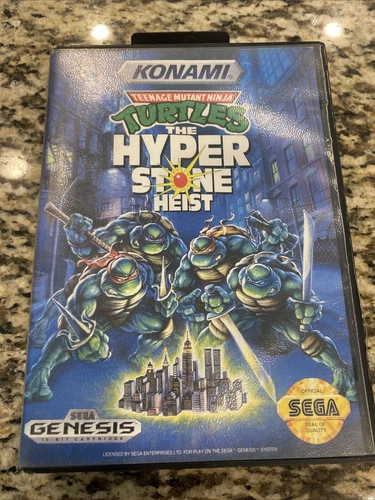 KONAMI®
TEENAGE MUTANT NINJA
TURTLES
THE
HYPER
STONE
HEIST
SEGA
GENESIS
16-BIT CARTRIDGE
OFFICIAL
SEGA
SEAL OF
QUALITY
LICENSED BY SEGA ENTERPRISES LTD. FOR PLAY ON THE SEGA™ GENESIS™ SYSTEM